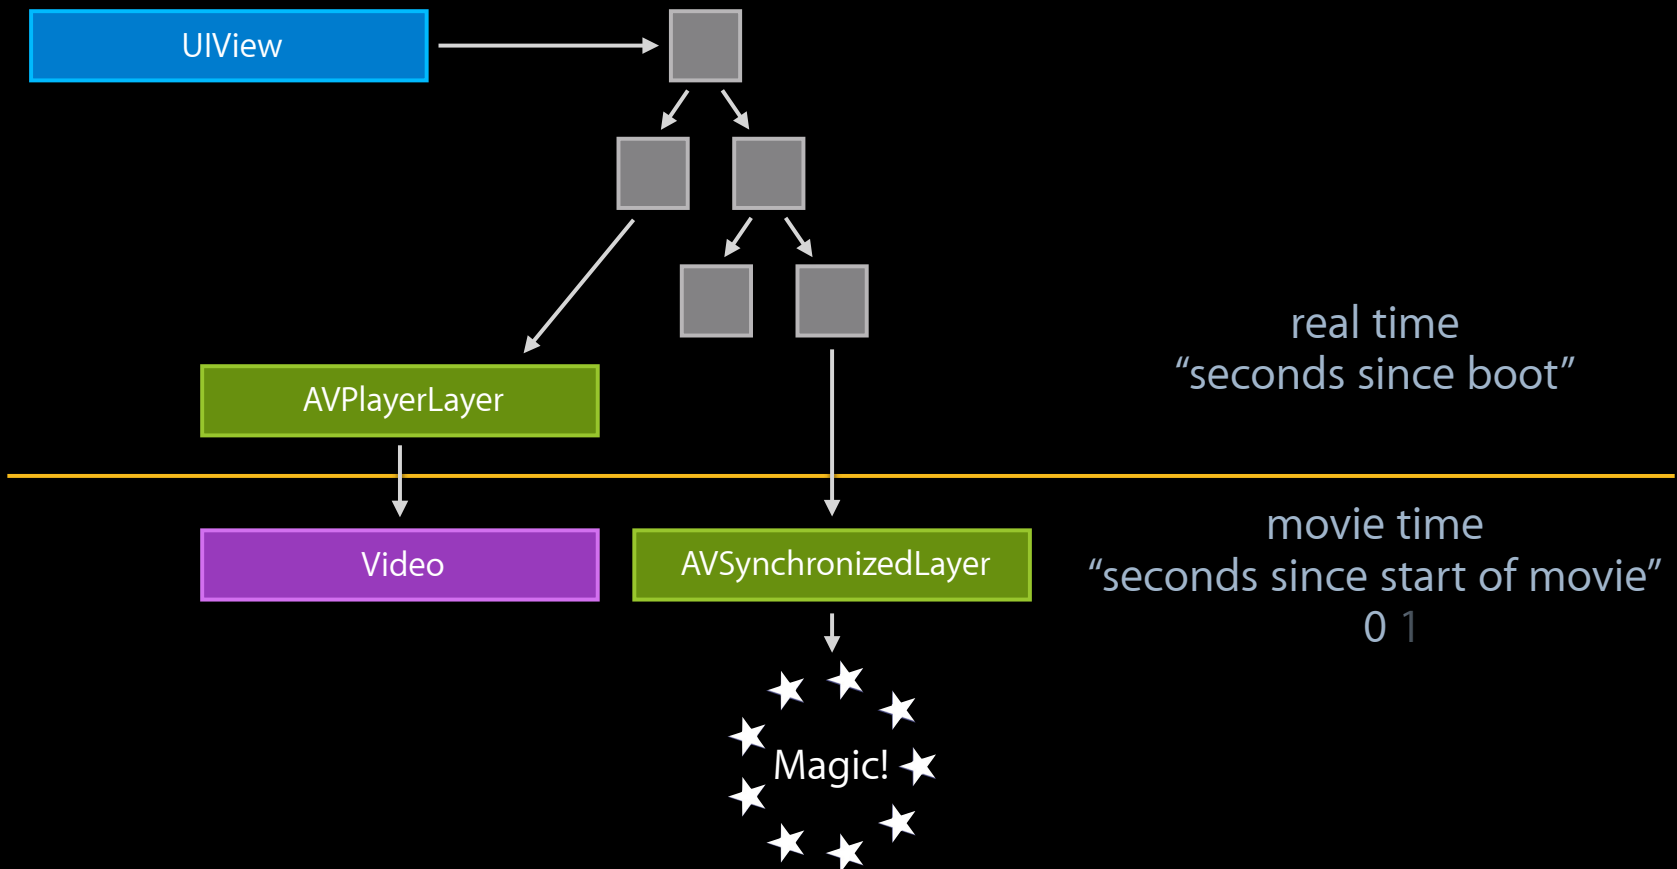 UIView
real time
“seconds since boot”
AVPlayerLayer
Video
AVSynchronizedLayer
movie time
“seconds since start of movie”
0 1
Magic!